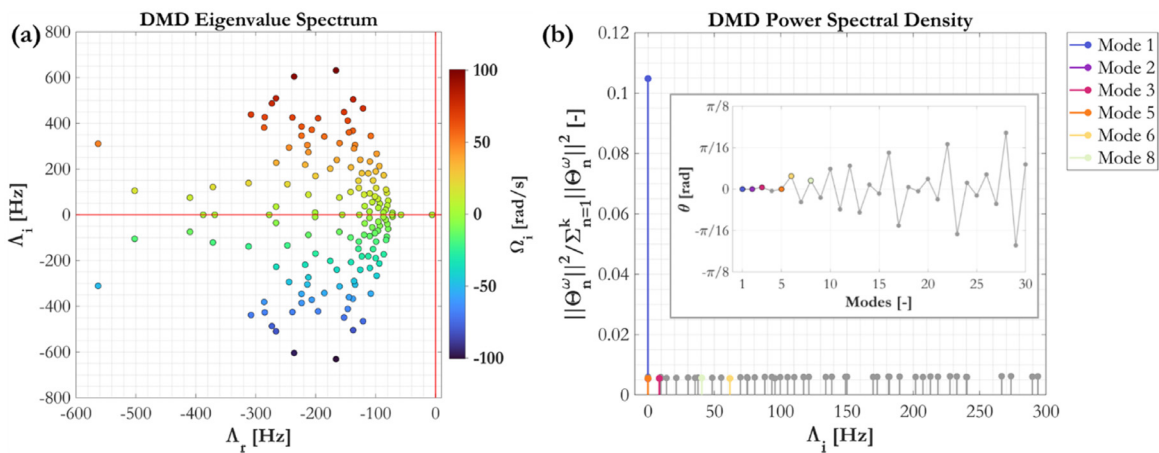 (a)
DMD Eigenvalue Spectrum
800
600
400
200
0
-200
-400
-600
-800
Λi [Hz]
-600
-500
-400
-300
-200
-100
0
Λr [Hz]
100
50
0
-50
-100
Ωi [rad/s]
(b)
DMD Power Spectral Density
0.12
0.1
0.08
0.06
0.04
0.02
0
||Θnω||2/Σkn=1||Θnω||2 [-]
0
50
100
150
200
250
300
Λi [Hz]
π/8
π/16
0
-π/16
-π/8
θ [rad]
1
5
10
15
20
25
30
Modes [-]
Mode 1
Mode 2
Mode 3
Mode 5
Mode 6
Mode 8